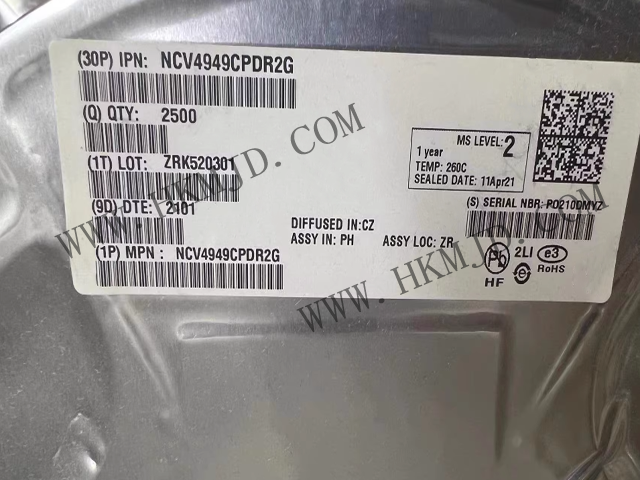 (30P) IPN: NCV4949CPDR2G
(Q) QTY: 2500
(1T) LOT: ZRK520301
(9D) DTE: 2101
(1P) MPN : NCV4949CPDR2G
MS LEVEL: 2
1 year
TEMP: 260C
SEALED DATE: 11Apr21
(S) SERIAL NBR: PO210DMYZ
DIFFUSED IN:CZ
ASSY IN: PH ASSY LOC: ZR
Pb 2LI e3
HF e RoHS
WWW. HKMJD. COM
WWW. HKMJD. COM